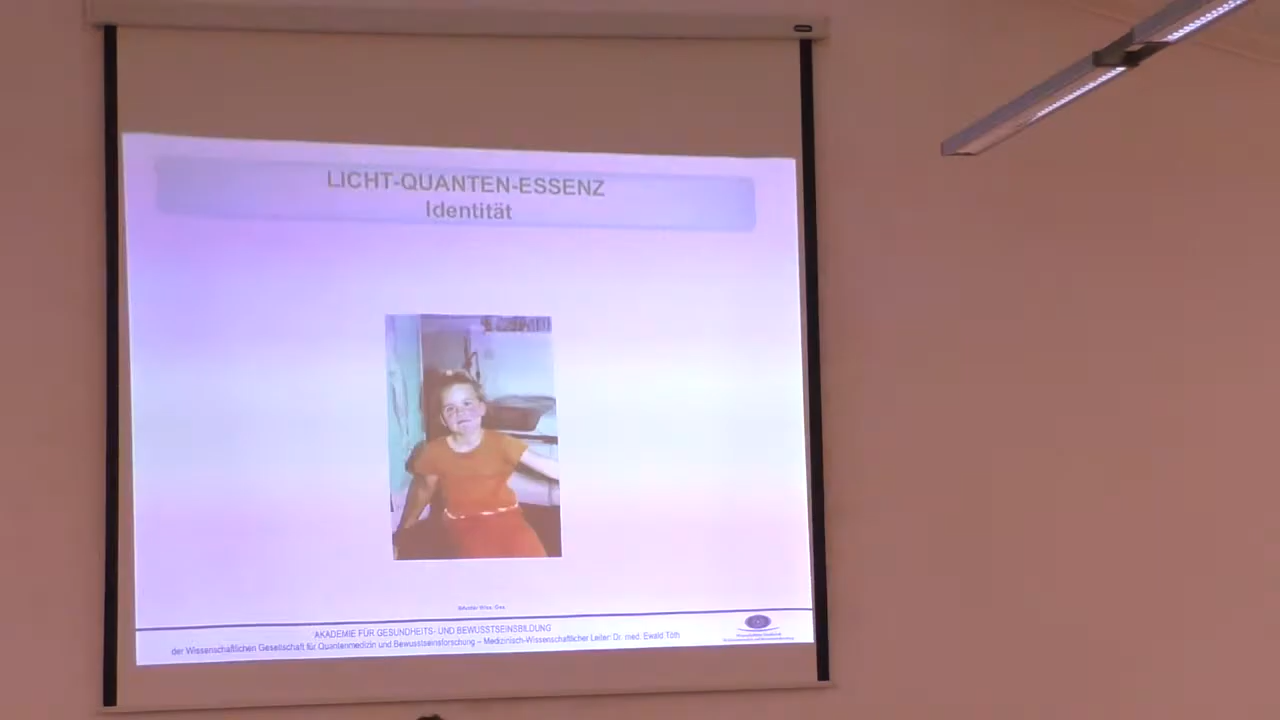 LICHT-QUANTEN-ESSENZ
Identität
AKADEMIE FÜR GESUNDHEITS- UND BEWUSSTSEINSBILDUNG
der Wissenschaftlichen Gesellschaft für Quantenmedizin und Bewusstseinsforschung – Medizinisch-Wissenschaftlicher Leiter: Dr. med. Ewald Töth